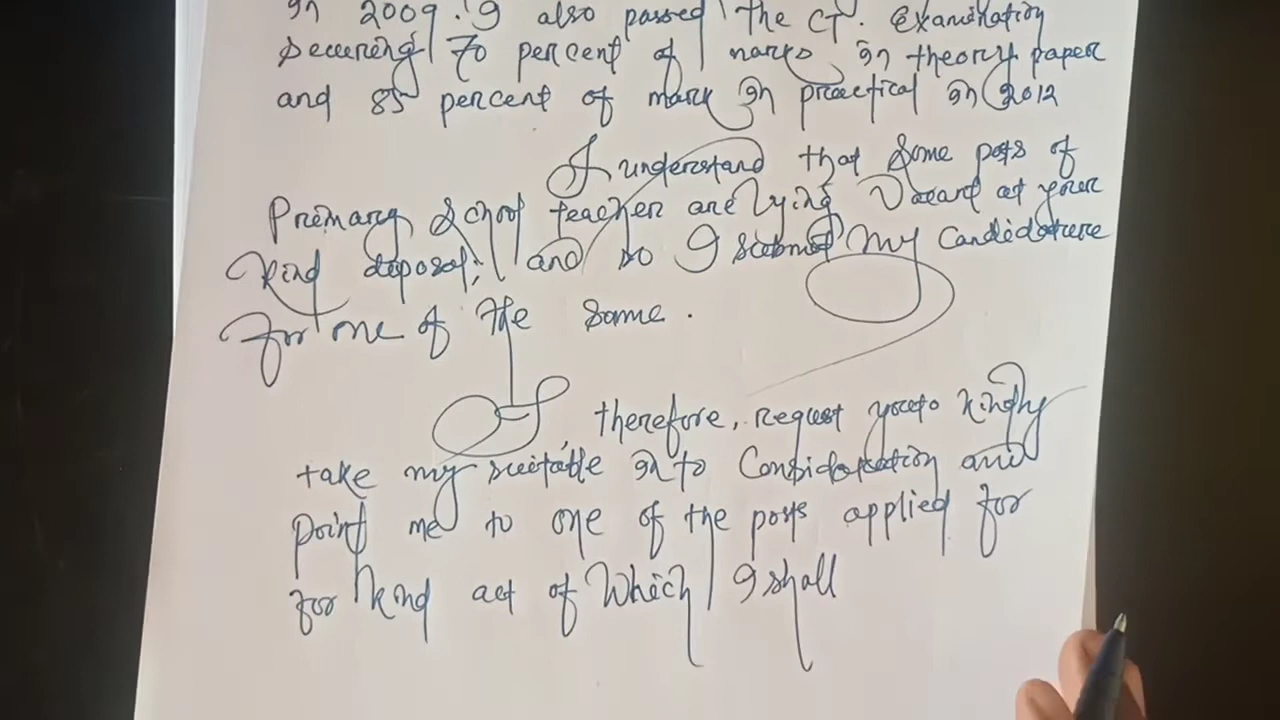 in 2009. I also passed the CT. Examination
Securing 70 percent of marks in theory paper
and 85 percent of mark in practical in 2012
I understand that Some posts of
Primary School teacher are lying Vacant at your
kind disposal, and so I submit My Candidature
For one of the same.
I therefore, request you to kindly
take my suitable in to Consideration and
point me to one of the posts applied for
for kind act of Which I shall